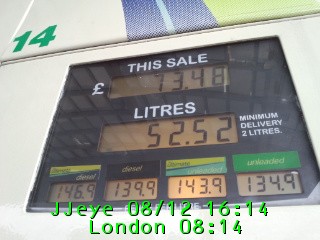 14
THIS SALE
£ 73.48
LITRES
52.52
MINIMUM
DELIVERY
2 LITRES.
diesel
diesel
unleaded
146.9 139.9 143.9 134.9
JJeye 08/12 16:14
London 08:14